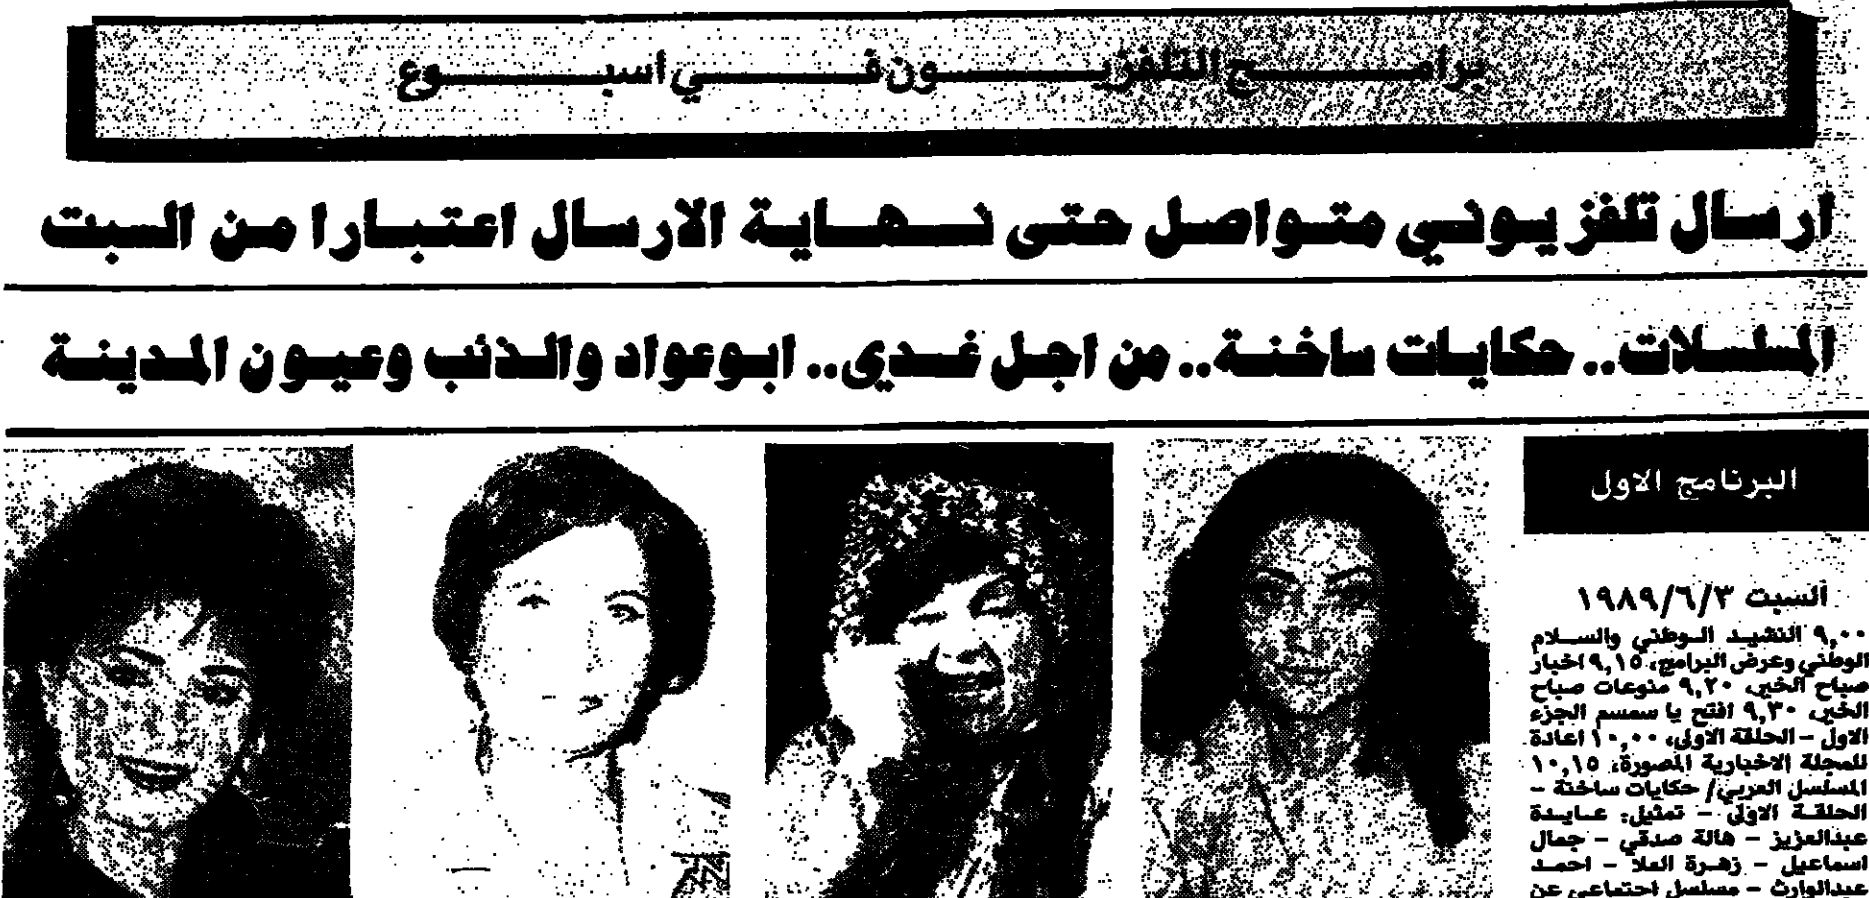 برامج التلفزيون في اسبوع
ارسال تلفزيوني متواصل حتى نهاية الارسال اعتبارا من السبت
المسلسلات.. حكايات ساخنة.. من اجل غدي.. ابوعواد والذئب وعيون المدينة
البرنامج الاول
السبت ١٩٨٩/٦/٣
٩,٠٠ النشيد الوطني والسلام
الوطني وعرض البرامج، ٩,١٥ اخبار
صباح الخير، ٩,٢٠ منوعات صباح
الخير، ٩,٣٠ افتح يا سمسم الجزء
الاول – الحلقة الاولى، ١٠,٠٠ اعادة
للمجلة الاخبارية المصورة، ١٠,١٥
المسلسل العربي/ حكايات ساخنة –
الحلقة الاولى – تمثيل: عايدة
عبدالعزيز – هالة صدقي – جمال
اسماعيل – زهرة العلا – احمد
عبدالوارث – مسلسل اجتماعي عن